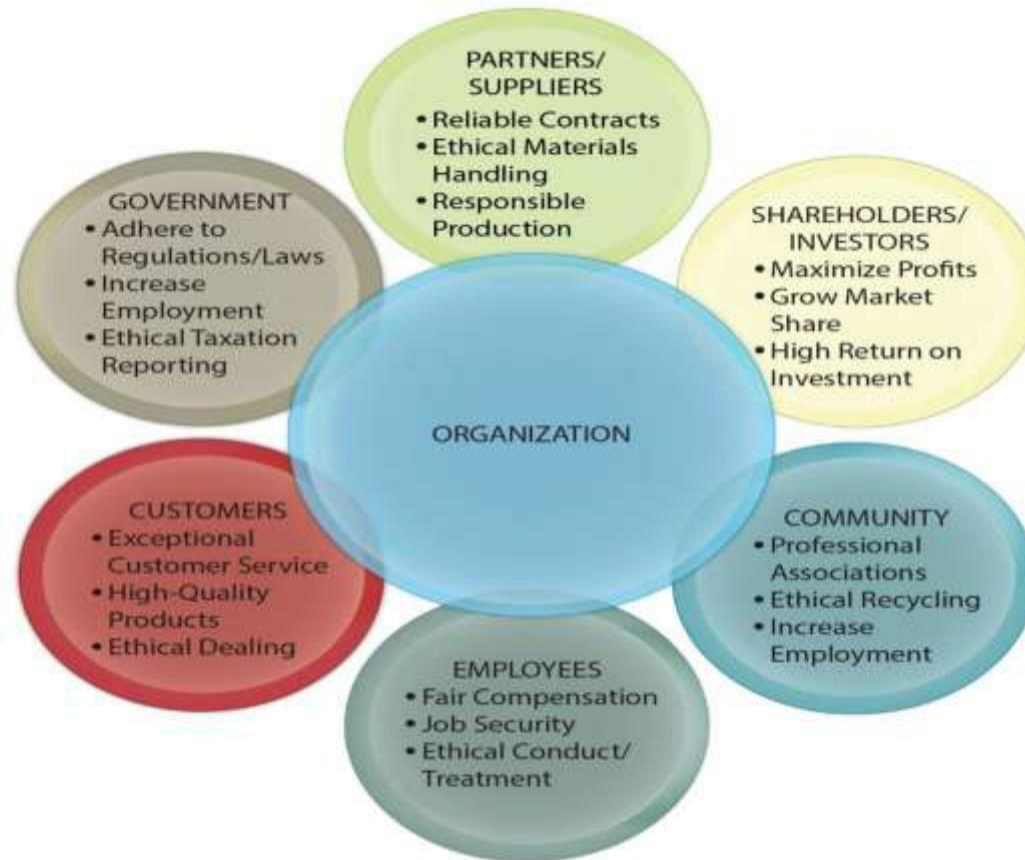 PARTNERS/
SUPPLIERS
• Reliable Contracts
• Ethical Materials
Handling
• Responsible
Production
GOVERNMENT
• Adhere to
Regulations/Laws
• Increase
Employment
• Ethical Taxation
Reporting
SHAREHOLDERS/
INVESTORS
• Maximize Profits
• Grow Market
Share
• High Return on
Investment
ORGANIZATION
CUSTOMERS
• Exceptional
Customer Service
• High-Quality
Products
• Ethical Dealing
COMMUNITY
• Professional
Associations
• Ethical Recycling
• Increase
Employment
EMPLOYEES
• Fair Compensation
• Job Security
• Ethical Conduct/
Treatment